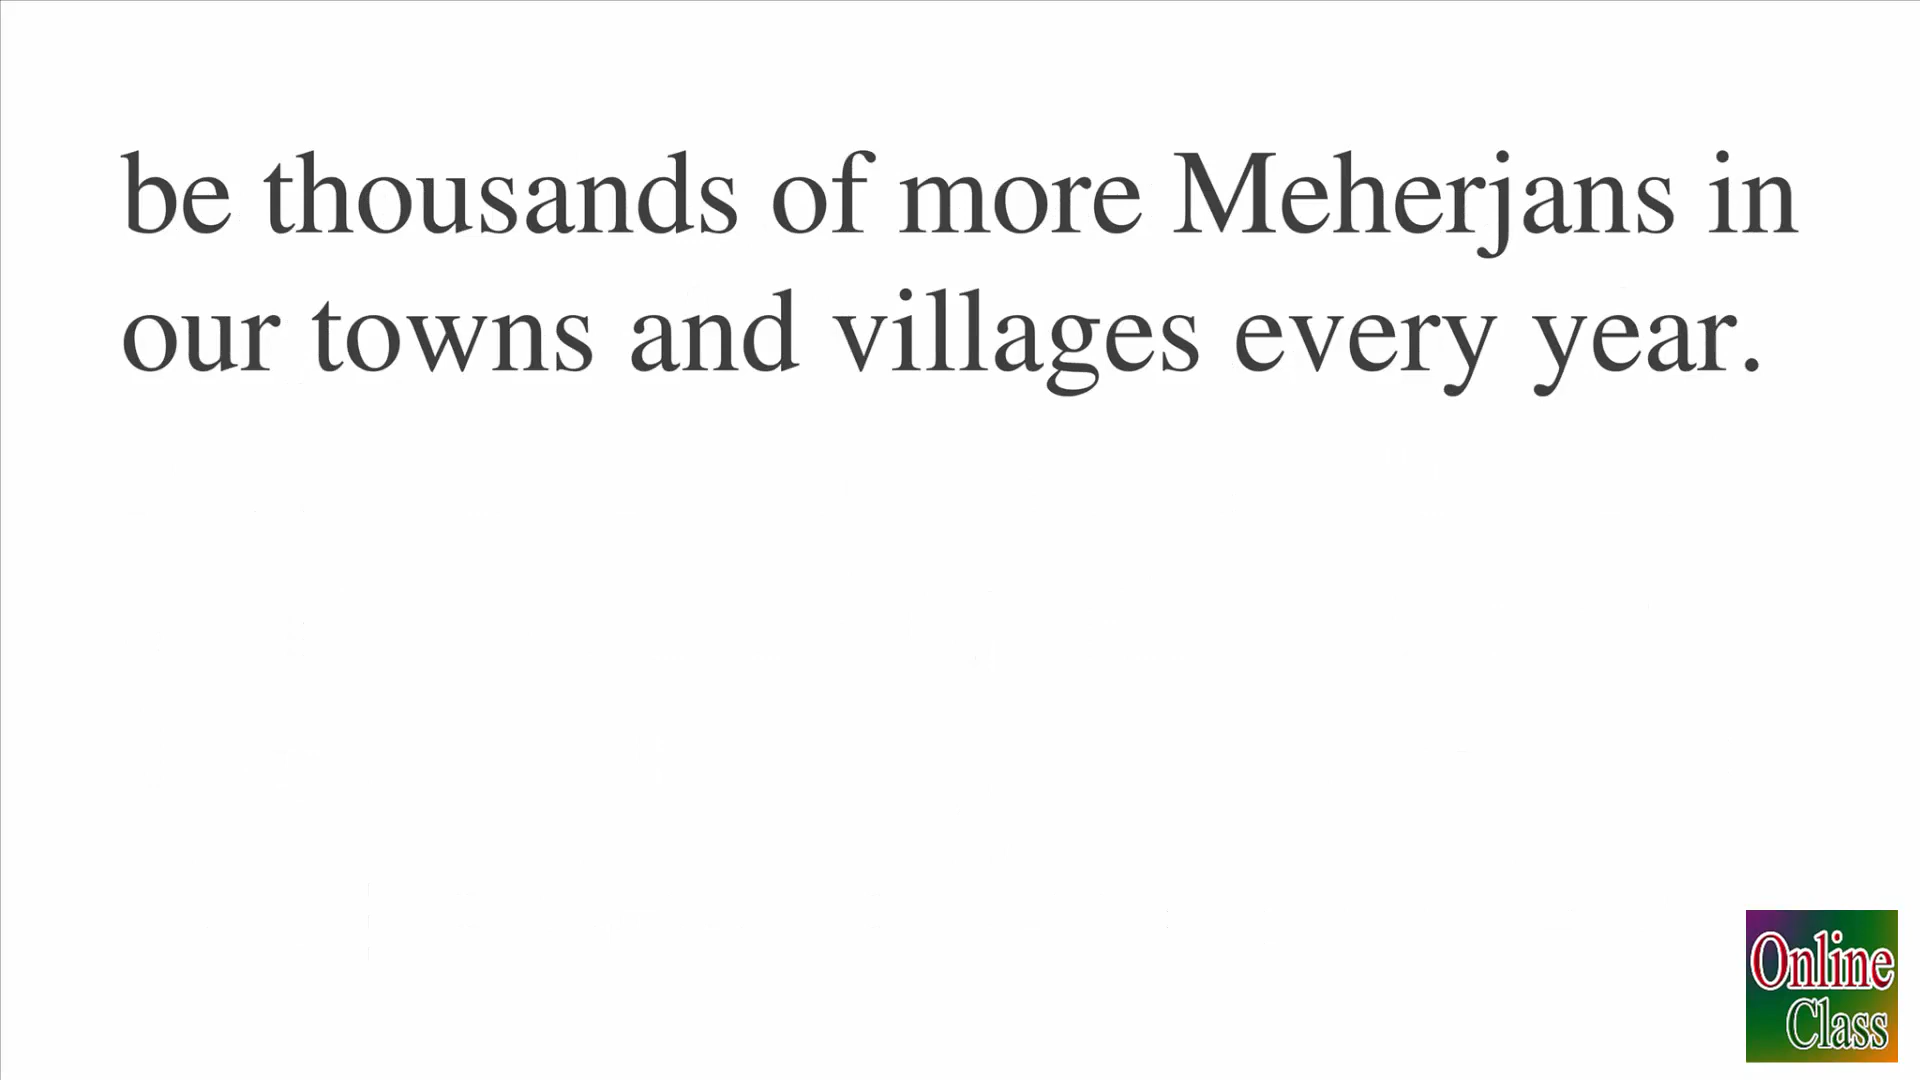 be thousands of more Meherjans in
our towns and villages every year.
Online
Class